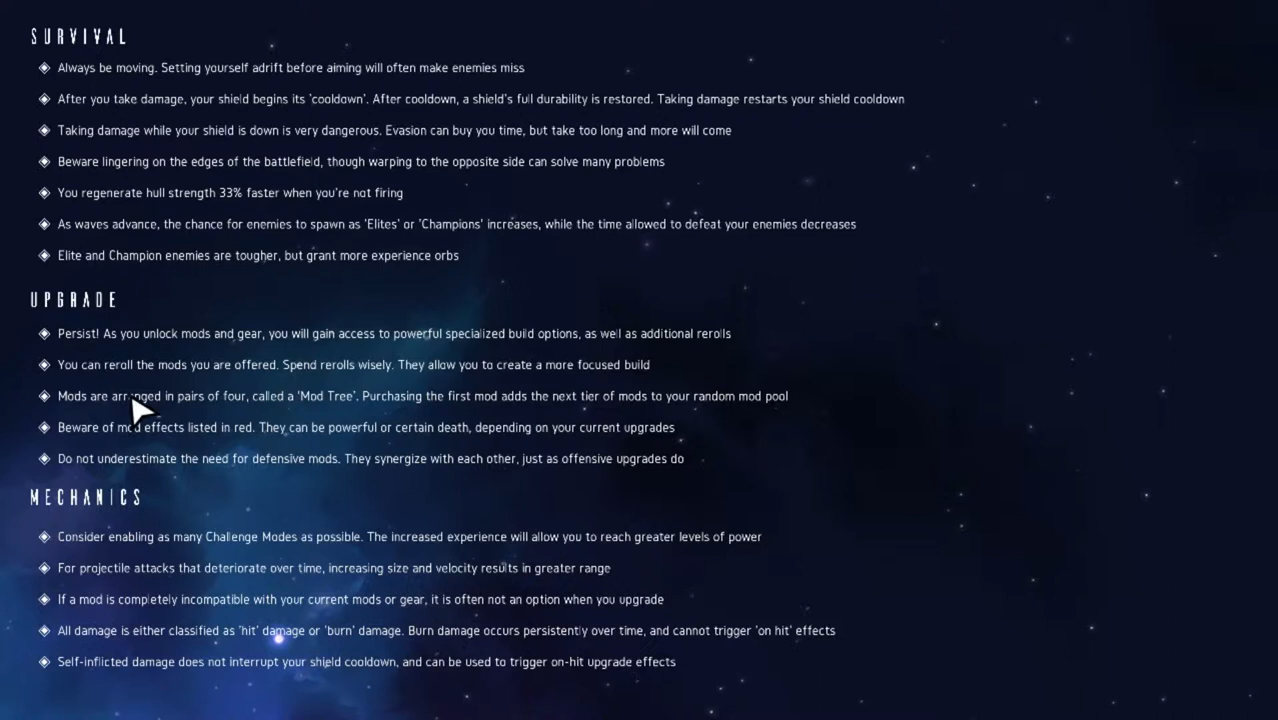 SURVIVAL
Always be moving. Setting yourself adrift before aiming will often make enemies miss
After you take damage, your shield begins its 'cooldown'. After cooldown, a shield's full durability is restored. Taking damage restarts your shield cooldown
Taking damage while your shield is down is very dangerous. Evasion can buy you time, but take too long and more will come
Beware lingering on the edges of the battlefield, though warping to the opposite side can solve many problems
You regenerate hull strength 33% faster when you're not firing
As waves advance, the chance for enemies to spawn as 'Elites' or 'Champions' increases, while the time allowed to defeat your enemies decreases
Elite and Champion enemies are tougher, but grant more experience orbs
UPGRADE
Persist! As you unlock mods and gear, you will gain access to powerful specialized build options, as well as additional rerolls
You can reroll the mods you are offered. Spend rerolls wisely. They allow you to create a more focused build
Mods are arranged in pairs of four, called a 'Mod Tree'. Purchasing the first mod adds the next tier of mods to your random mod pool
Beware of mod effects listed in red. They can be powerful or certain death, depending on your current upgrades
Do not underestimate the need for defensive mods. They synergize with each other, just as offensive upgrades do
MECHANICS
Consider enabling as many Challenge Modes as possible. The increased experience will allow you to reach greater levels of power
For projectile attacks that deteriorate over time, increasing size and velocity results in greater range
If a mod is completely incompatible with your current mods or gear, it is often not an option when you upgrade
All damage is either classified as 'hit' damage or 'burn' damage. Burn damage occurs persistently over time, and cannot trigger 'on hit' effects
Self-inflicted damage does not interrupt your shield cooldown, and can be used to trigger on-hit upgrade effects